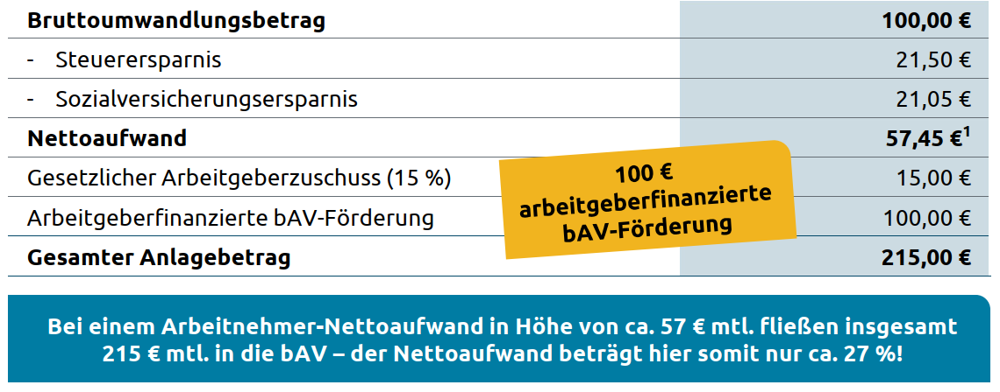 Bruttoumwandlungsbetrag 100,00 €
- Steuerersparnis 21,50 €
- Sozialversicherungsersparnis 21,05 €
Nettoaufwand 57,45 €¹
Gesetzlicher Arbeitgeberzuschuss (15 %) 15,00 €
Arbeitgeberfinanzierte bAV-Förderung 100,00 €
Gesamter Anlagebetrag 215,00 €
100 €
arbeitgeberfinanzierte
bAV-Förderung
Bei einem Arbeitnehmer-Nettoaufwand in Höhe von ca. 57 € mtl. fließen insgesamt
215 € mtl. in die bAV – der Nettoaufwand beträgt hier somit nur ca. 27 %!